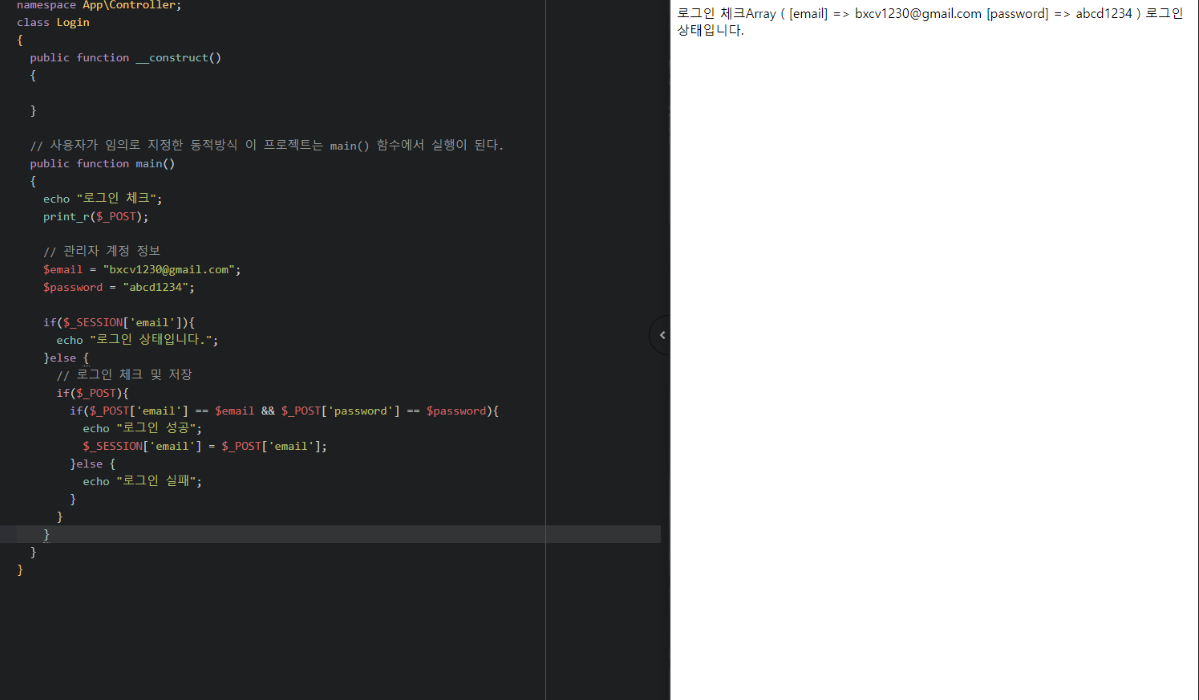 namespace App\Controller;
class Login
{
public function __construct()
{
}
// 사용자가 임의로 지정한 동적방식 이 프로젝트는 main() 함수에서 실행이 된다.
public function main()
{
echo "로그인 체크";
print_r($_POST);
// 관리자 계정 정보
$email = "bxcv1230@gmail.com";
$password = "abcd1234";
if($_SESSION['email']){
echo "로그인 상태입니다.";
}else {
// 로그인 체크 및 저장
if($_POST){
if($_POST['email'] == $email && $_POST['password'] == $password){
echo "로그인 성공";
$_SESSION['email'] = $_POST['email'];
}else {
echo "로그인 실패";
}
}
}
}
}
로그인 체크Array ( [email] => bxcv1230@gmail.com [password] => abcd1234 ) 로그인
상태입니다.